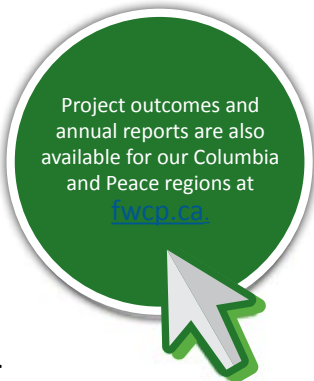 Project outcomes and
annual reports are also
available for our Columbia
and Peace regions at
fwcp.ca.